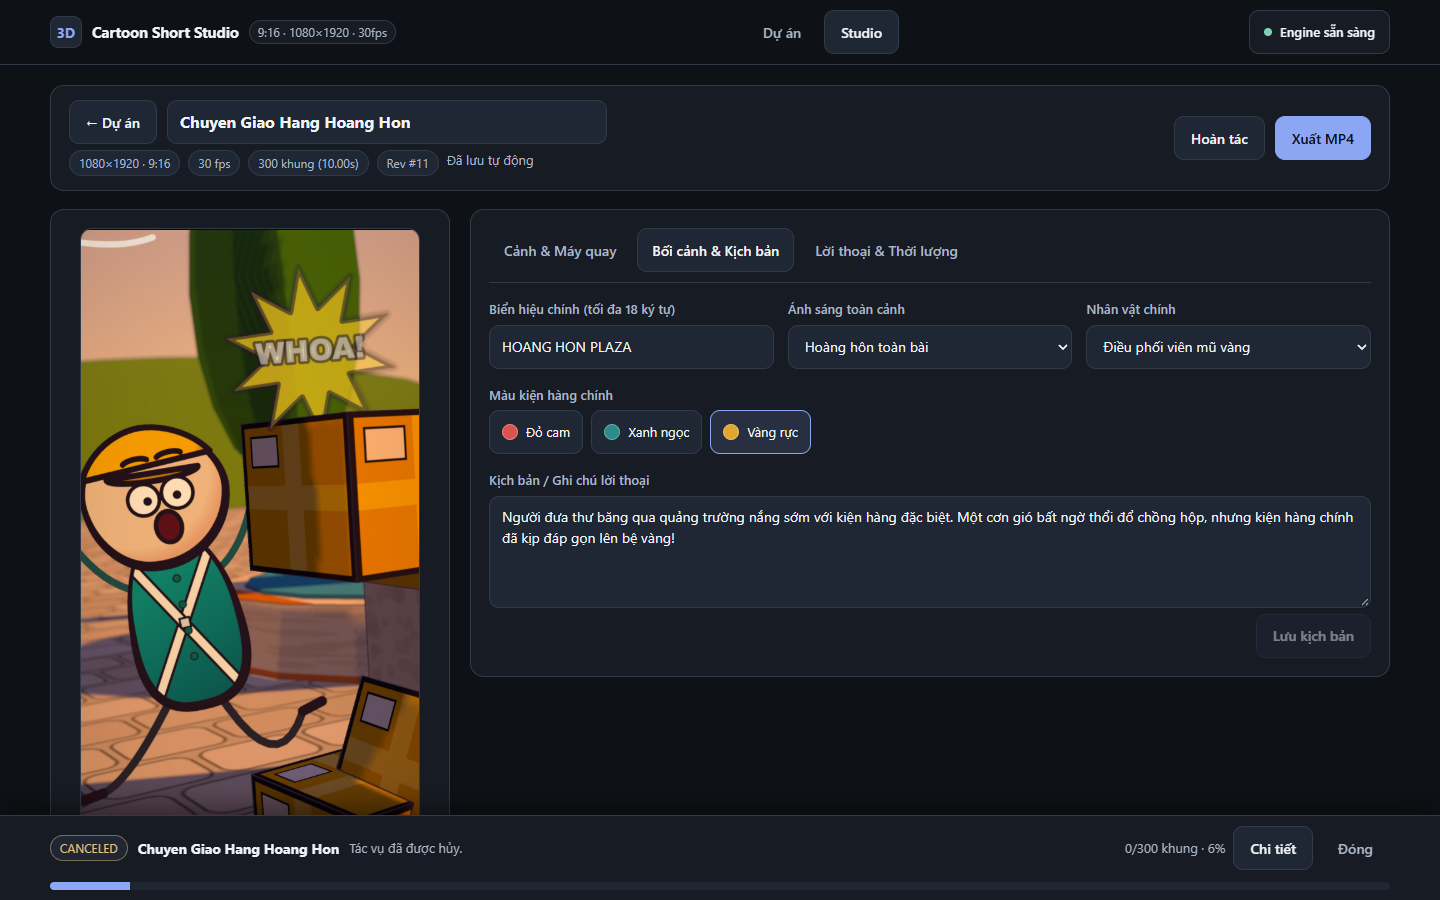 3D
Cartoon Short Studio
9:16 · 1080×1920 · 30fps
Dự án
Studio
Engine sẵn sàng
← Dự án
Chuyen Giao Hang Hoang Hon
1080×1920 · 9:16
30 fps
300 khung (10.00s)
Rev #11
Đã lưu tự động
Hoàn tác
Xuất MP4
WHOA!
Cảnh & Máy quay
Bối cảnh & Kịch bản
Lời thoại & Thời lượng
Biển hiệu chính (tối đa 18 ký tự)
Ánh sáng toàn cảnh
Nhân vật chính
HOANG HON PLAZA
Hoàng hôn toàn bài
Điều phối viên mũ vàng
Màu kiện hàng chính
Đỏ cam
Xanh ngọc
Vàng rực
Kịch bản / Ghi chú lời thoại
Người đưa thư băng qua quảng trường nắng sớm với kiện hàng đặc biệt. Một cơn gió bất ngờ thổi đổ chồng hộp, nhưng kiện hàng chính
đã kịp đáp gọn lên bệ vàng!
Lưu kịch bản
CANCELED
Chuyen Giao Hang Hoang Hon
Tác vụ đã được hủy.
0/300 khung · 6%
Chi tiết
Đóng